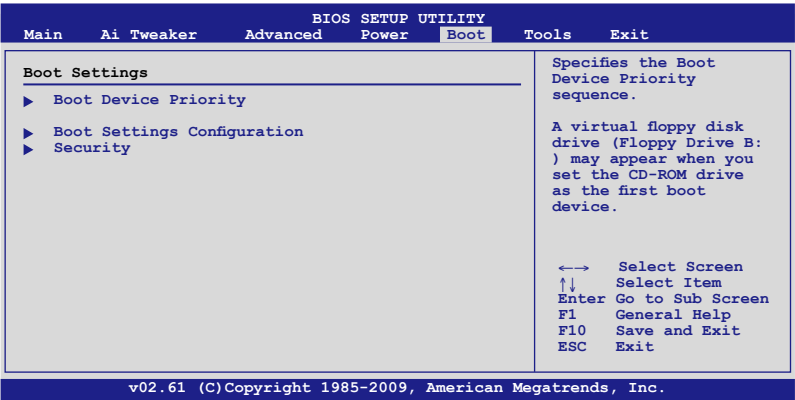 BIOS SETUP UTILITY
Main Ai Tweaker Advanced Power Boot Tools Exit
Boot Settings
▶ Boot Device Priority
▶ Boot Settings Configuration
▶ Security
Specifies the Boot
Device Priority
sequence.
A virtual floppy disk
drive (Floppy Drive B:
) may appear when you
set the CD-ROM drive
as the first boot
device.
←→ Select Screen
↑↓ Select Item
Enter Go to Sub Screen
F1 General Help
F10 Save and Exit
ESC Exit
v02.61 (C)Copyright 1985-2009, American Megatrends, Inc.